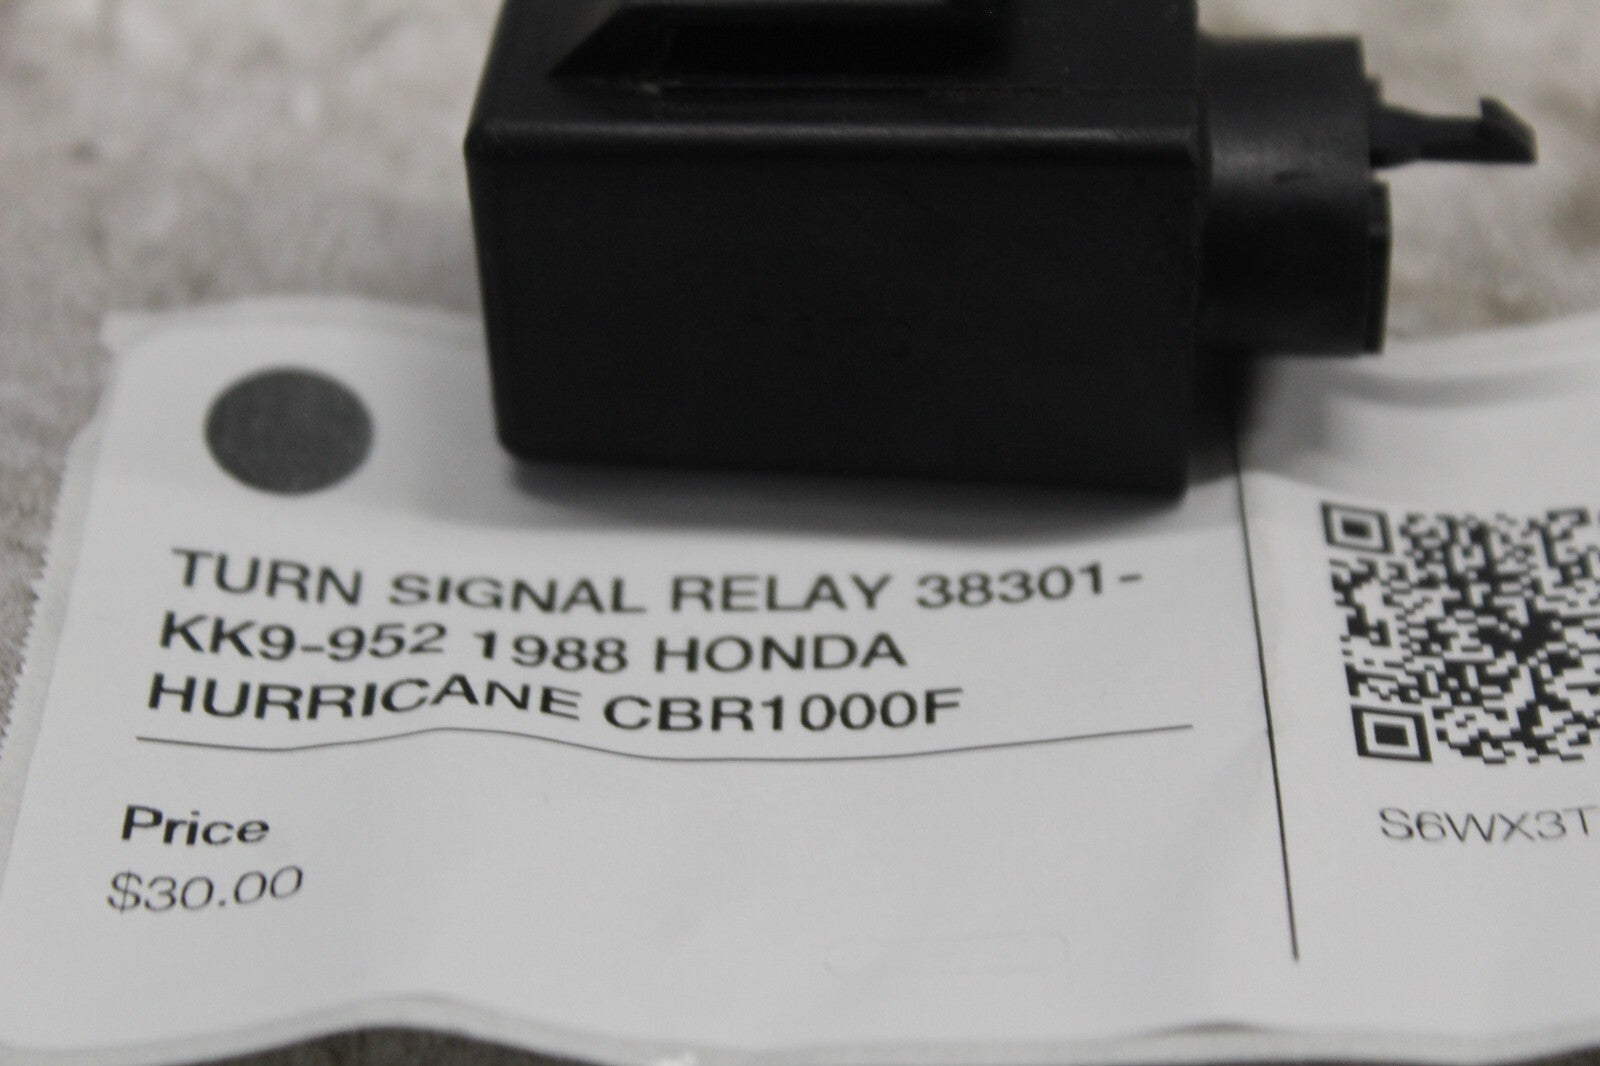 TURN SIGNAL RELAY 38301-
KK9-952 1988 HONDA
HURRICANE CBR1000F
Price
$30.00
S6WX3T